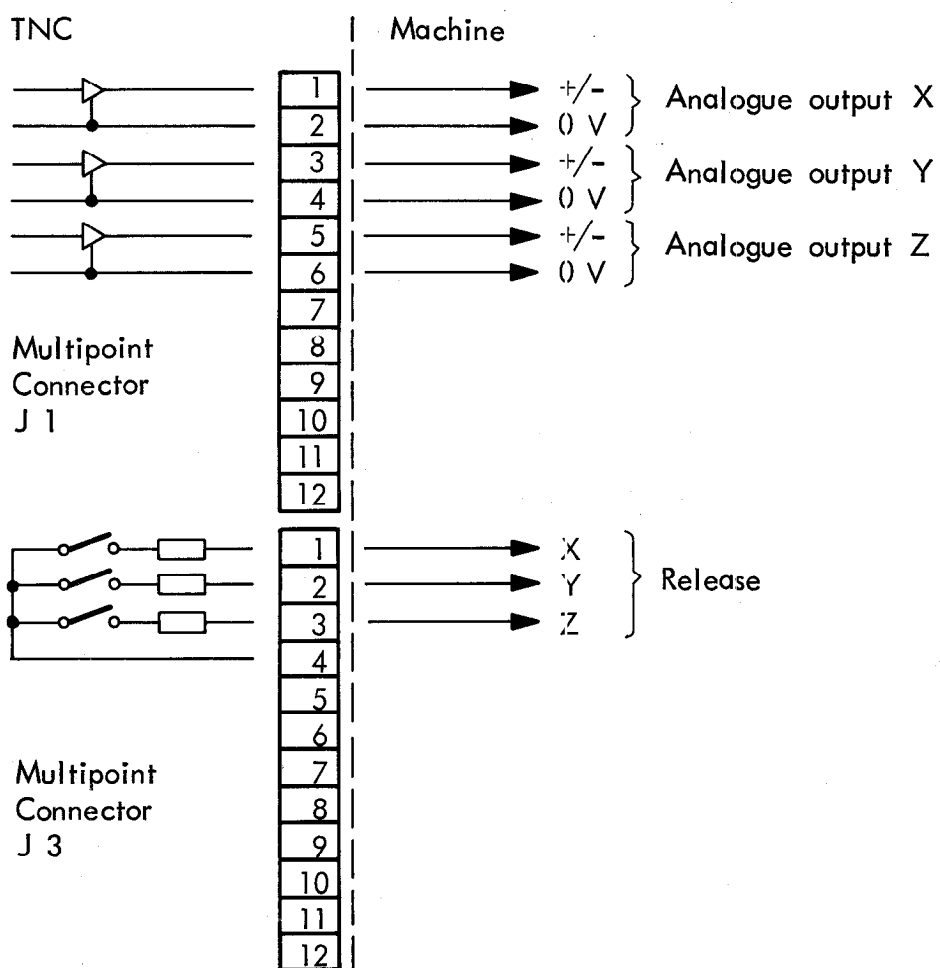 TNC
Machine
1 +/- Analogue output X
2 0 V
3 +/- Analogue output Y
4 0 V
5 +/- Analogue output Z
6 0 V
7
8
9
10
11
12
Multipoint
Connector
J 1
1 X
2 Y Release
3 Z
4
5
6
7
8
9
10
11
12
Multipoint
Connector
J 3